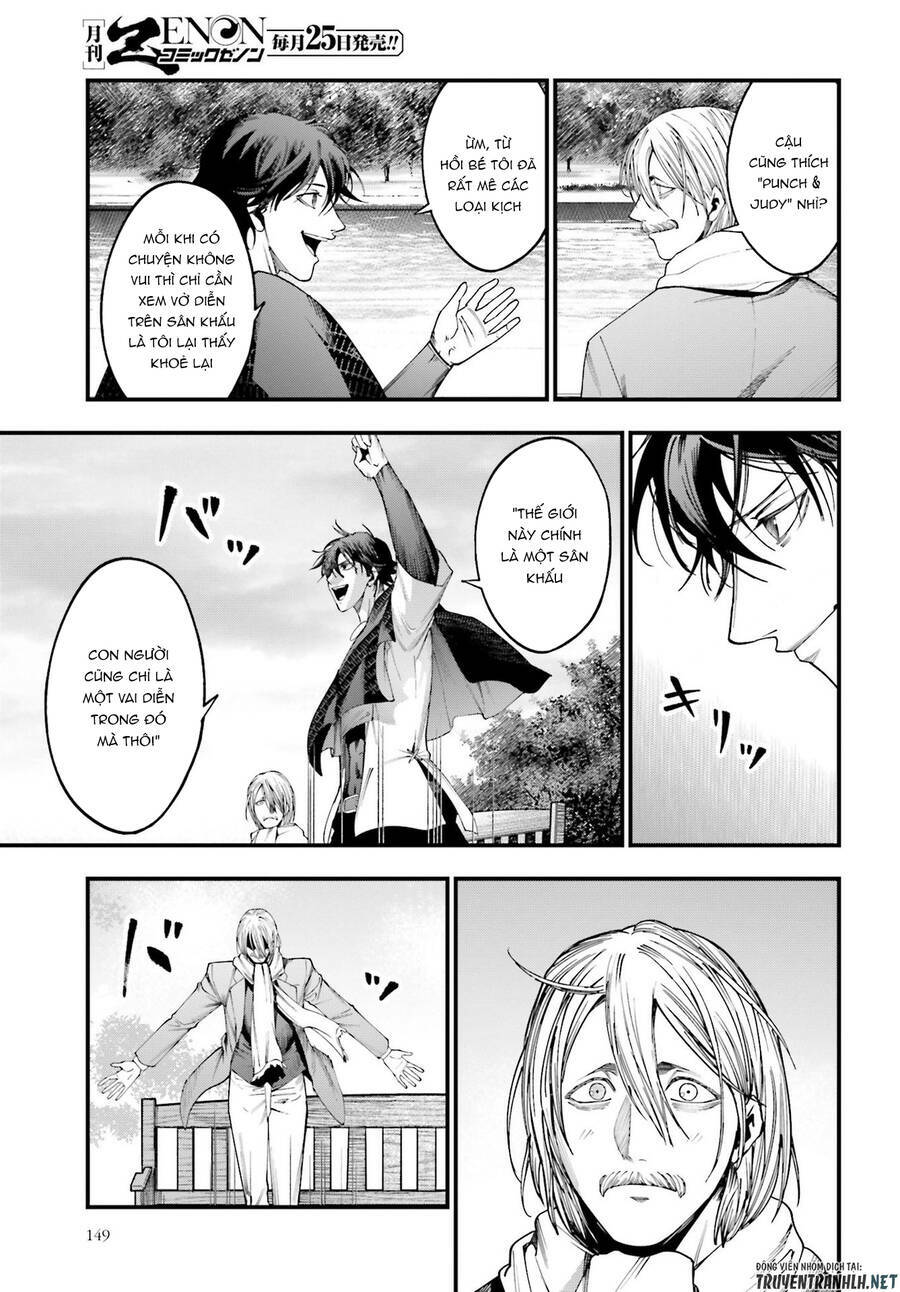 月刊
ZENON
コミックゼノン
毎月25日発売!!
CẬU
CŨNG THÍCH
"PUNCH &
JUDY" NHỈ?
ỪM, TỪ
HỒI BÉ TÔI ĐÃ
RẤT MÊ CÁC
LOẠI KỊCH
MỖI KHI CÓ
CHUYỆN KHÔNG
VUI THÌ CHỈ CẦN
XEM VỞ DIỄN
TRÊN SÂN KHẤU
LÀ TÔI LẠI THẤY
KHOẺ LẠI
キッ
"THẾ GIỚI
NÀY CHÍNH
LÀ MỘT SÂN
KHẤU
バッ
CON NGƯỜI
CŨNG CHỈ LÀ
MỘT VAI DIỄN
TRONG ĐÓ
MÀ THÔI"
バッ
149
ĐỘNG VIÊN NHÓM DỊCH TẠI:
TRUYENTRANHLH.NET